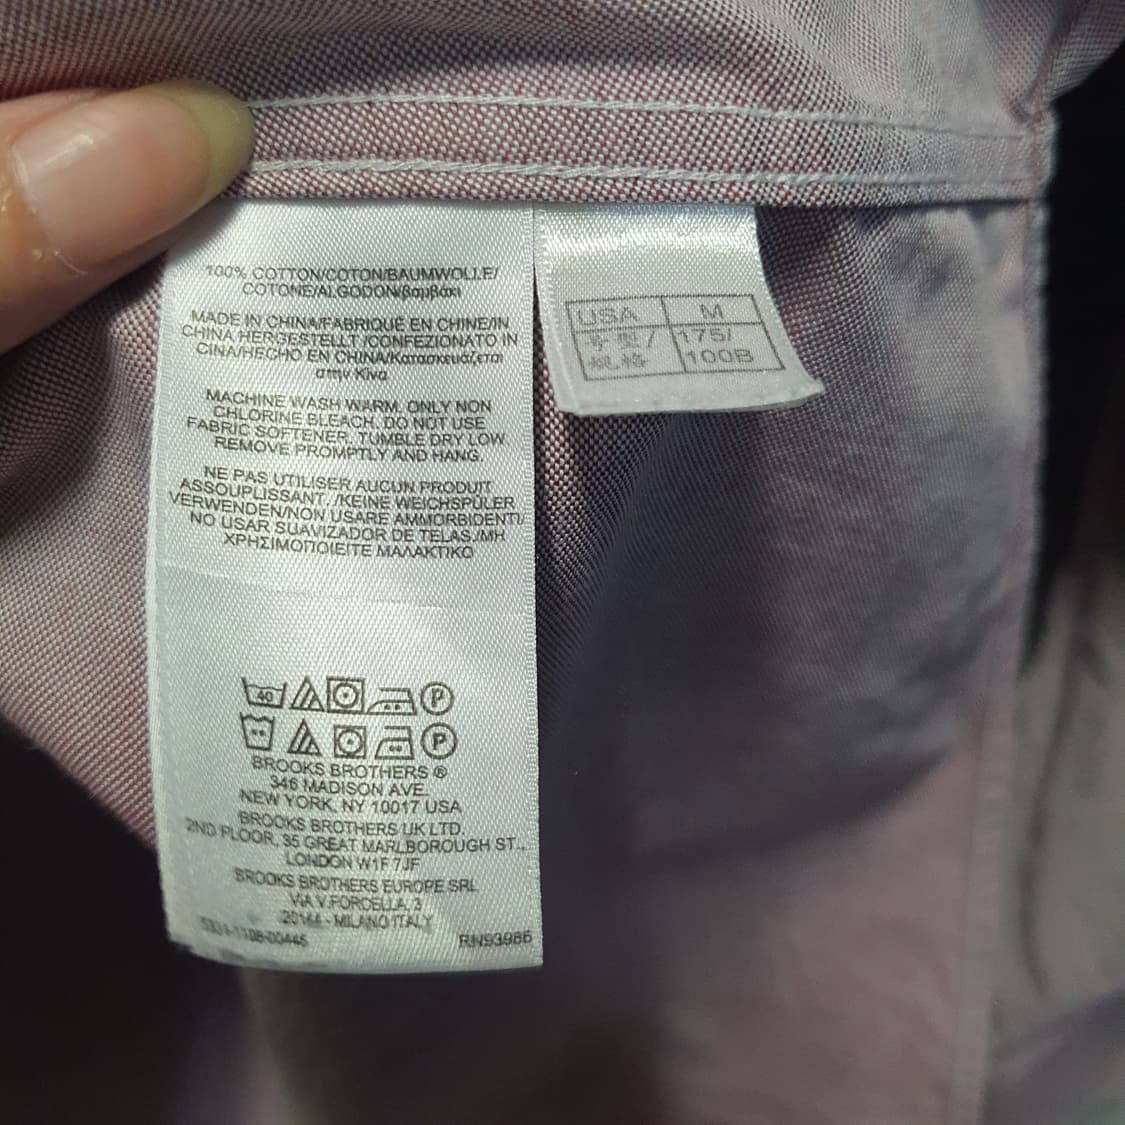 100% COTTON/COTON/BAUMWOLLE/
COTONE/ALGODON/βαμβάκι
MADE IN CHINA/FABRIQUÉ EN CHINE/IN
CHINA HERGESTELLT /CONFEZIONATO IN
CINA/HECHO EN CHINA/Κατασκευάζεται
στην Κίνα
MACHINE WASH WARM. ONLY NON
CHLORINE BLEACH. DO NOT USE
FABRIC SOFTENER. TUMBLE DRY LOW.
REMOVE PROMPTLY AND HANG.
NE PAS UTILISER AUCUN PRODUIT
ASSOUPLISSANT, /KEINE WEICHSPÜLER
VERWENDEN/NON USARE AMMORBIDENTI/
NO USAR SUAVIZADOR DE TELAS./ΜΗ
ΧΡΗΣΙΜΟΠΟΙΕΙΤΕ ΜΑΛΑΚΤΙΚΟ
40 P
P
BROOKS BROTHERS ®
346 MADISON AVE.
NEW YORK, NY 10017 USA
BROOKS BROTHERS UK LTD.
2ND FLOOR, 35 GREAT MARLBOROUGH ST.,
LONDON W1F 7JF
BROOKS BROTHERS EUROPE SRL
VIA V.FORCELLA, 3
20144 - MILANO ITALY
RN93986
USA M
号型/ 175/
规格 100B